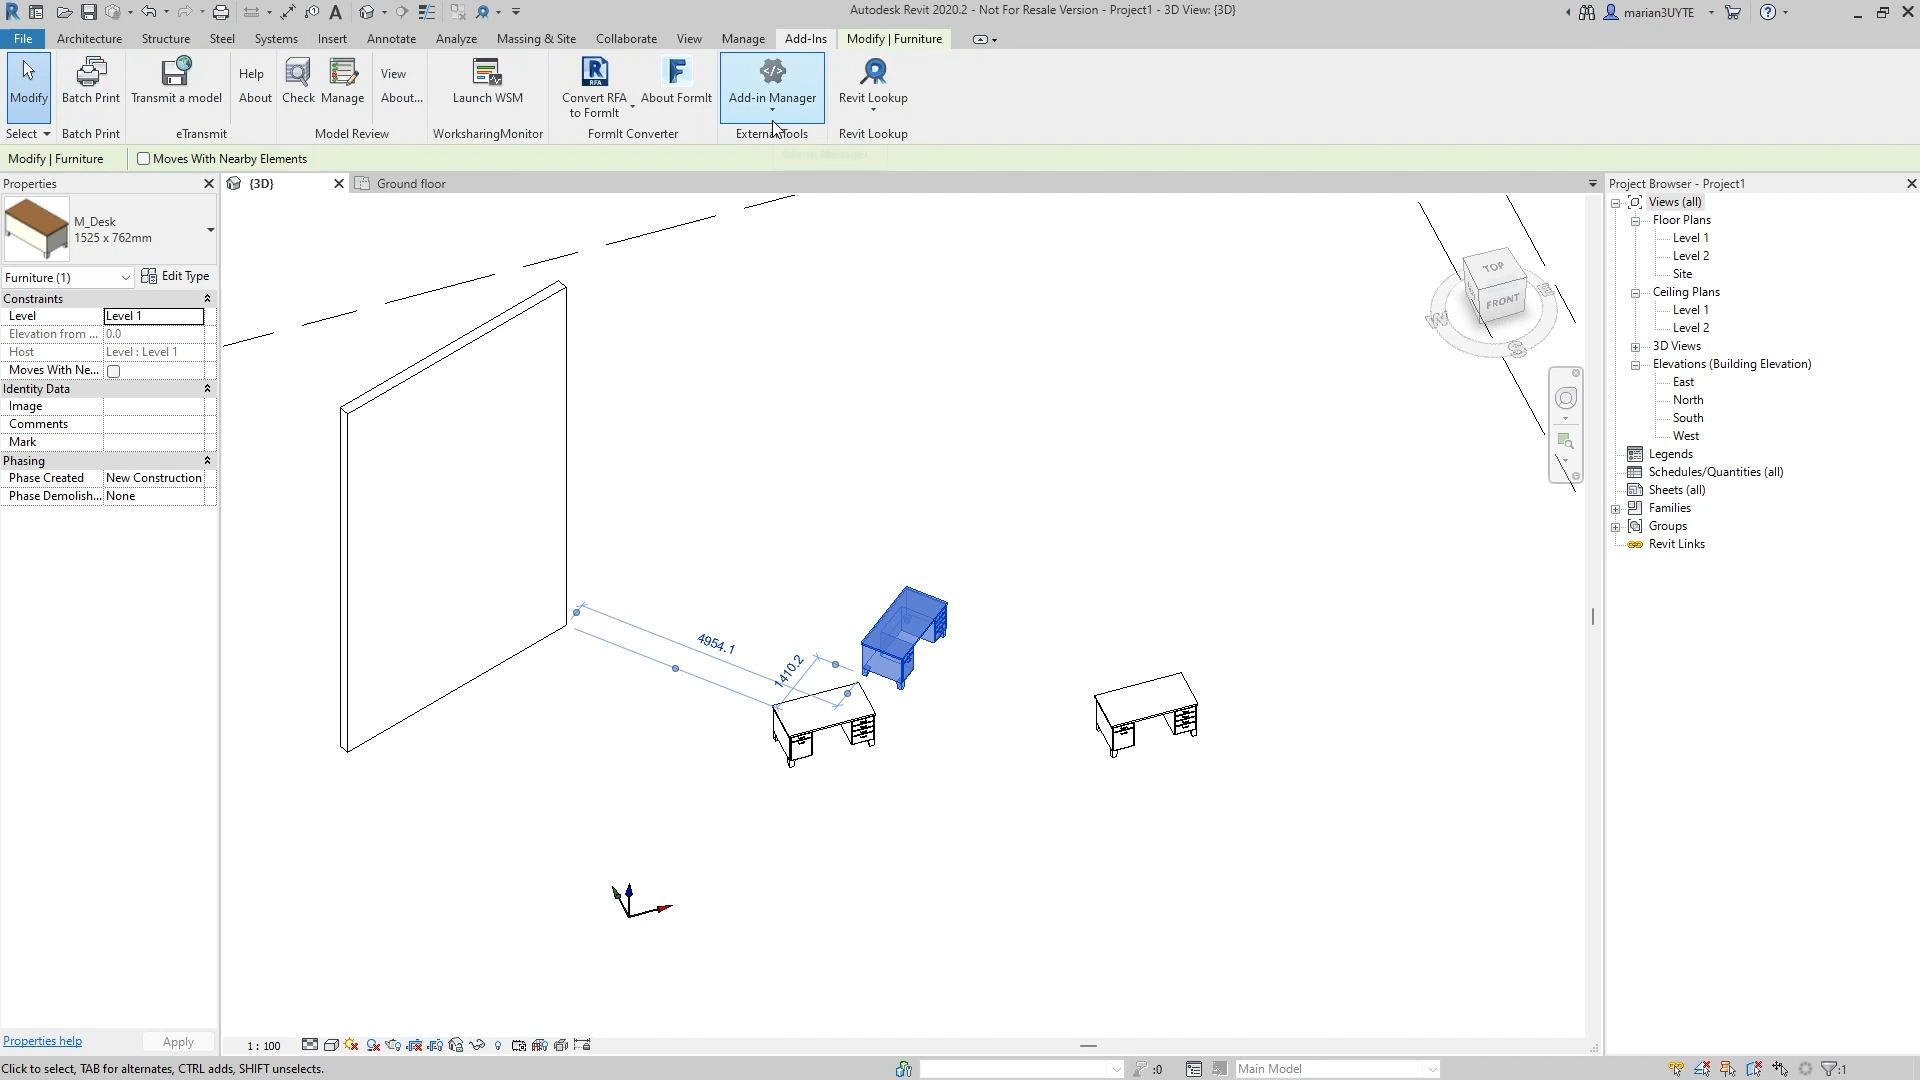 Autodesk Revit 2020.2 - Not For Resale Version - Project1 - 3D View: {3D}
marian3UYTE
File Architecture Structure Steel Systems Insert Annotate Analyze Massing & Site Collaborate View Manage Add-Ins Modify | Furniture
Modify
Batch Print
Transmit a model
Help
About
Check
Manage
View
About...
Launch WSM
Convert RFA
to FormIt
About FormIt
Add-in Manager
Revit Lookup
Select
Batch Print
eTransmit
Model Review
WorksharingMonitor
FormIt Converter
External Tools
Revit Lookup
Modify | Furniture
Moves With Nearby Elements
Properties
M_Desk
1525 x 762mm
Furniture (1)
Edit Type
Constraints
Level Level 1
Elevation from ... 0.0
Host Level : Level 1
Moves With Ne...
Identity Data
Image
Comments
Mark
Phasing
Phase Created New Construction
Phase Demolish... None
Properties help
Apply
{3D}
Ground floor
TOP
FRONT
W
S
E
4954.1
1410.2
1 : 100
Project Browser - Project1
Views (all)
Floor Plans
Level 1
Level 2
Site
Ceiling Plans
Level 1
Level 2
3D Views
Elevations (Building Elevation)
East
North
South
West
Legends
Schedules/Quantities (all)
Sheets (all)
Families
Groups
Revit Links
Click to select, TAB for alternates, CTRL adds, SHIFT unselects.
:0
Main Model
:1